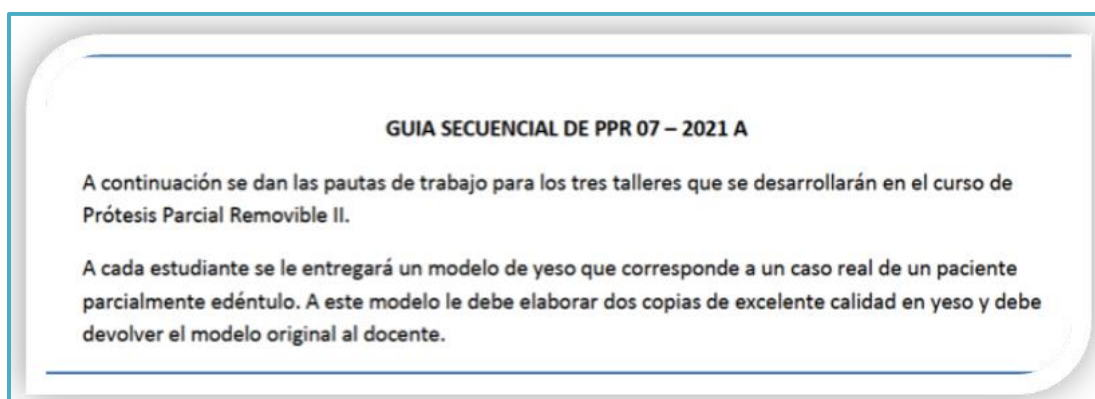 GUIA SECUENCIAL DE PPR 07 – 2021 A
A continuación se dan las pautas de trabajo para los tres talleres que se desarrollarán en el curso de
Prótesis Parcial Removible II.
A cada estudiante se le entregará un modelo de yeso que corresponde a un caso real de un paciente
parcialmente edéntulo. A este modelo le debe elaborar dos copias de excelente calidad en yeso y debe
devolver el modelo original al docente.